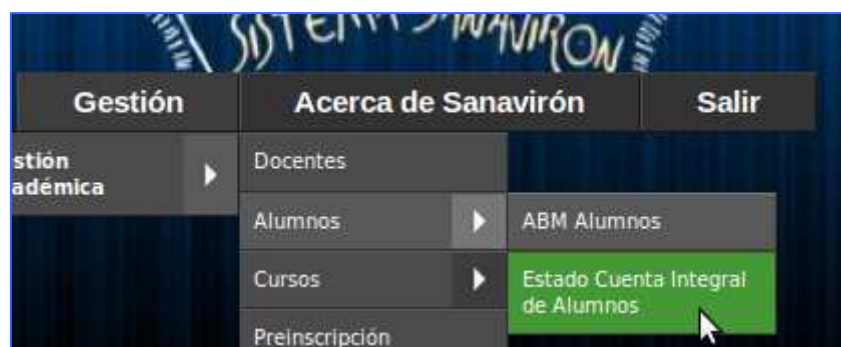 SISTEMA SANAVIRON
Gestión Acerca de Sanavirón Salir
stión
adémica
Docentes
Alumnos
ABM Alumnos
Cursos
Estado Cuenta Integral
de Alumnos
Preinscripción